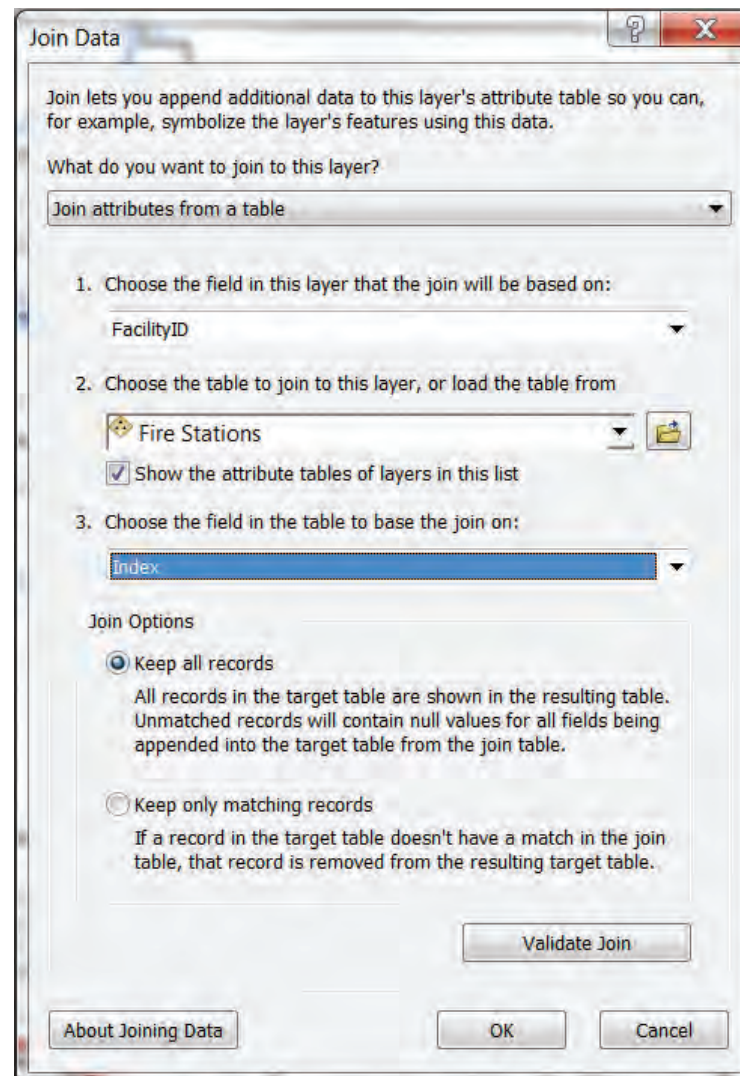 Join Data
Join lets you append additional data to this layer's attribute table so you can,
for example, symbolize the layer's features using this data.
What do you want to join to this layer?
Join attributes from a table
1. Choose the field in this layer that the join will be based on:
FacilityID
2. Choose the table to join to this layer, or load the table from
Fire Stations
Show the attribute tables of layers in this list
3. Choose the field in the table to base the join on:
Index
Join Options
Keep all records
All records in the target table are shown in the resulting table.
Unmatched records will contain null values for all fields being
appended into the target table from the join table.
Keep only matching records
If a record in the target table doesn't have a match in the join
table, that record is removed from the resulting target table.
Validate Join
About Joining Data
OK
Cancel